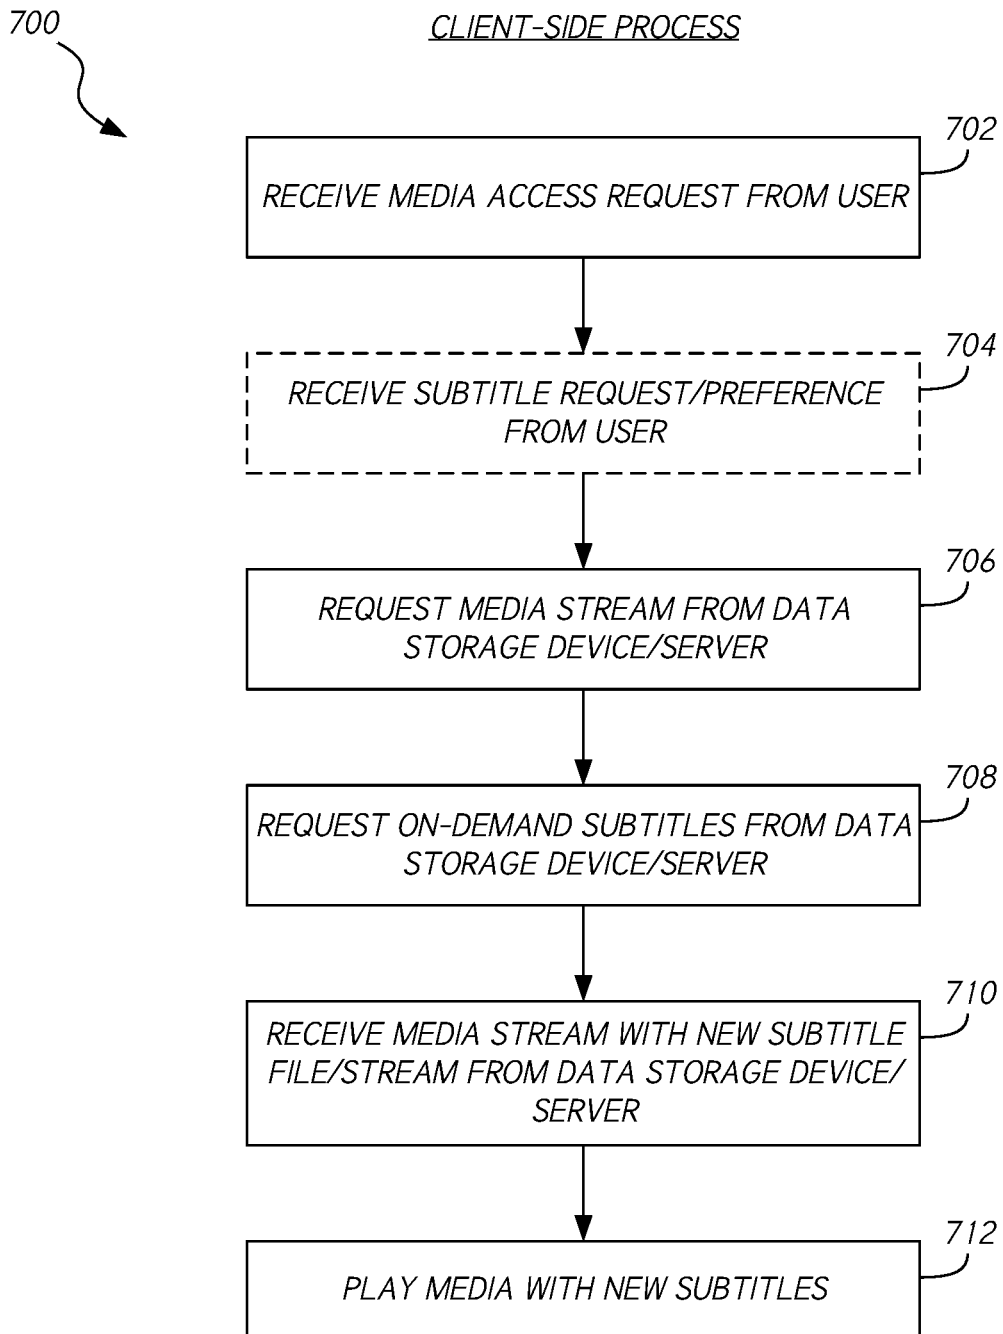 700
CLIENT-SIDE PROCESS
702
RECEIVE MEDIA ACCESS REQUEST FROM USER
704
RECEIVE SUBTITLE REQUEST/PREFERENCE
FROM USER
706
REQUEST MEDIA STREAM FROM DATA
STORAGE DEVICE/SERVER
708
REQUEST ON-DEMAND SUBTITLES FROM DATA
STORAGE DEVICE/SERVER
710
RECEIVE MEDIA STREAM WITH NEW SUBTITLE
FILE/STREAM FROM DATA STORAGE DEVICE/
SERVER
712
PLAY MEDIA WITH NEW SUBTITLES